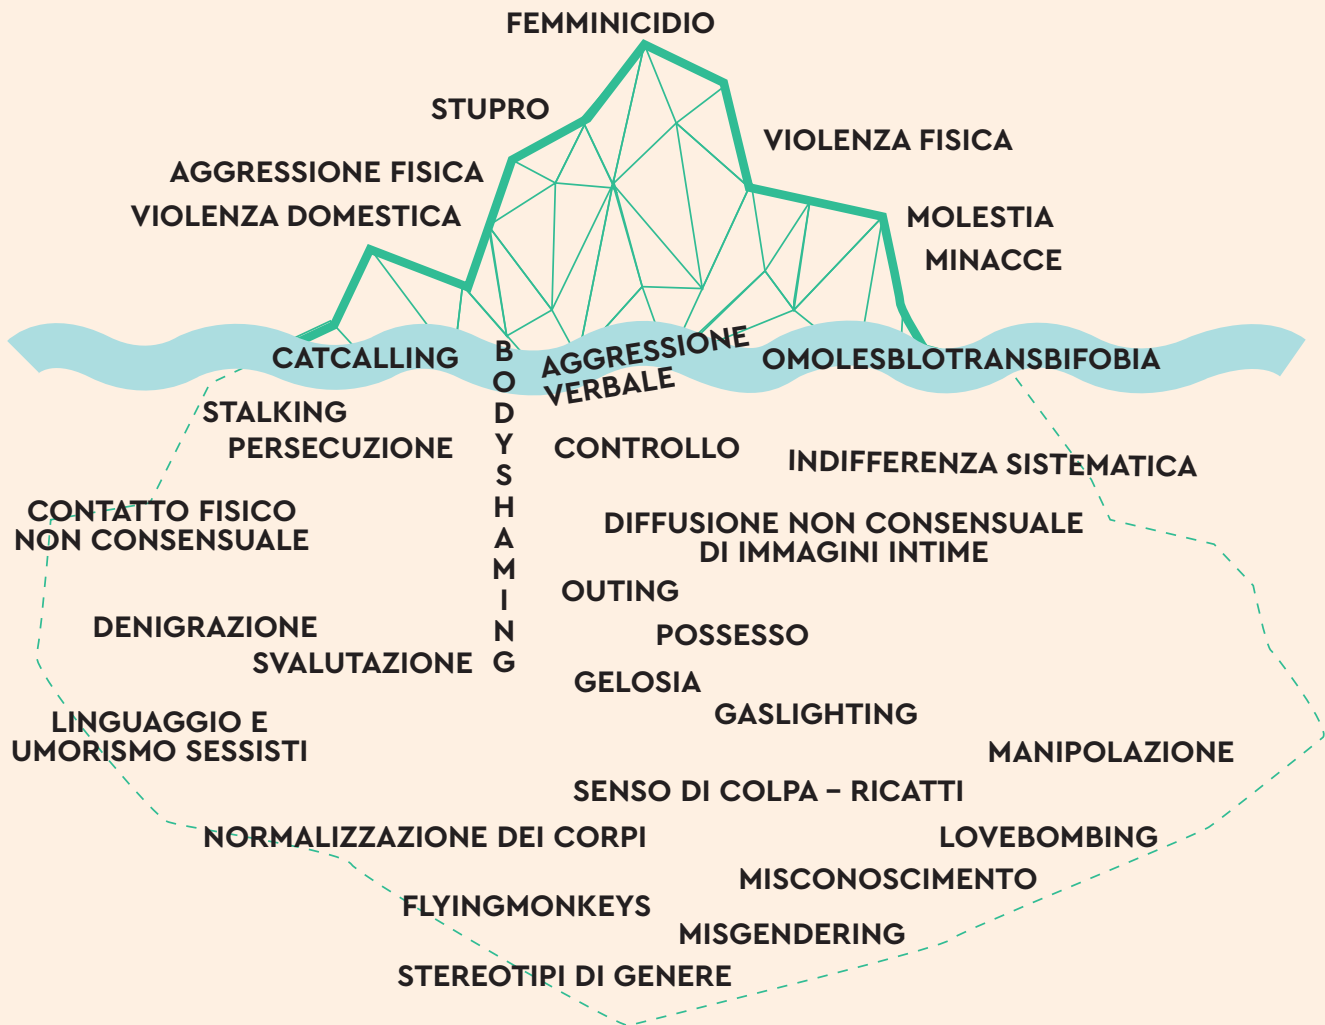 FEMMINICIDIO
STUPRO
VIOLENZA FISICA
AGGRESSIONE FISICA
VIOLENZA DOMESTICA
MOLESTIA
MINACCE
CATCALLING
BODYSHAMING
AGGRESSIONE
VERBALE
OMOLESBLOTRANSBIFOBIA
STALKING
PERSECUZIONE
CONTROLLO
INDIFFERENZA SISTEMATICA
CONTATTO FISICO
NON CONSENSUALE
DIFFUSIONE NON CONSENSUALE
DI IMMAGINI INTIME
OUTING
DENIGRAZIONE
POSSESSO
SVALUTAZIONE
GELOSIA
GASLIGHTING
LINGUAGGIO E
UMORISMO SESSISTI
MANIPOLAZIONE
SENSO DI COLPA – RICATTI
NORMALIZZAZIONE DEI CORPI
LOVEBOMBING
MISCONOSCIMENTO
FLYINGMONKEYS
MISGENDERING
STEREOTIPI DI GENERE